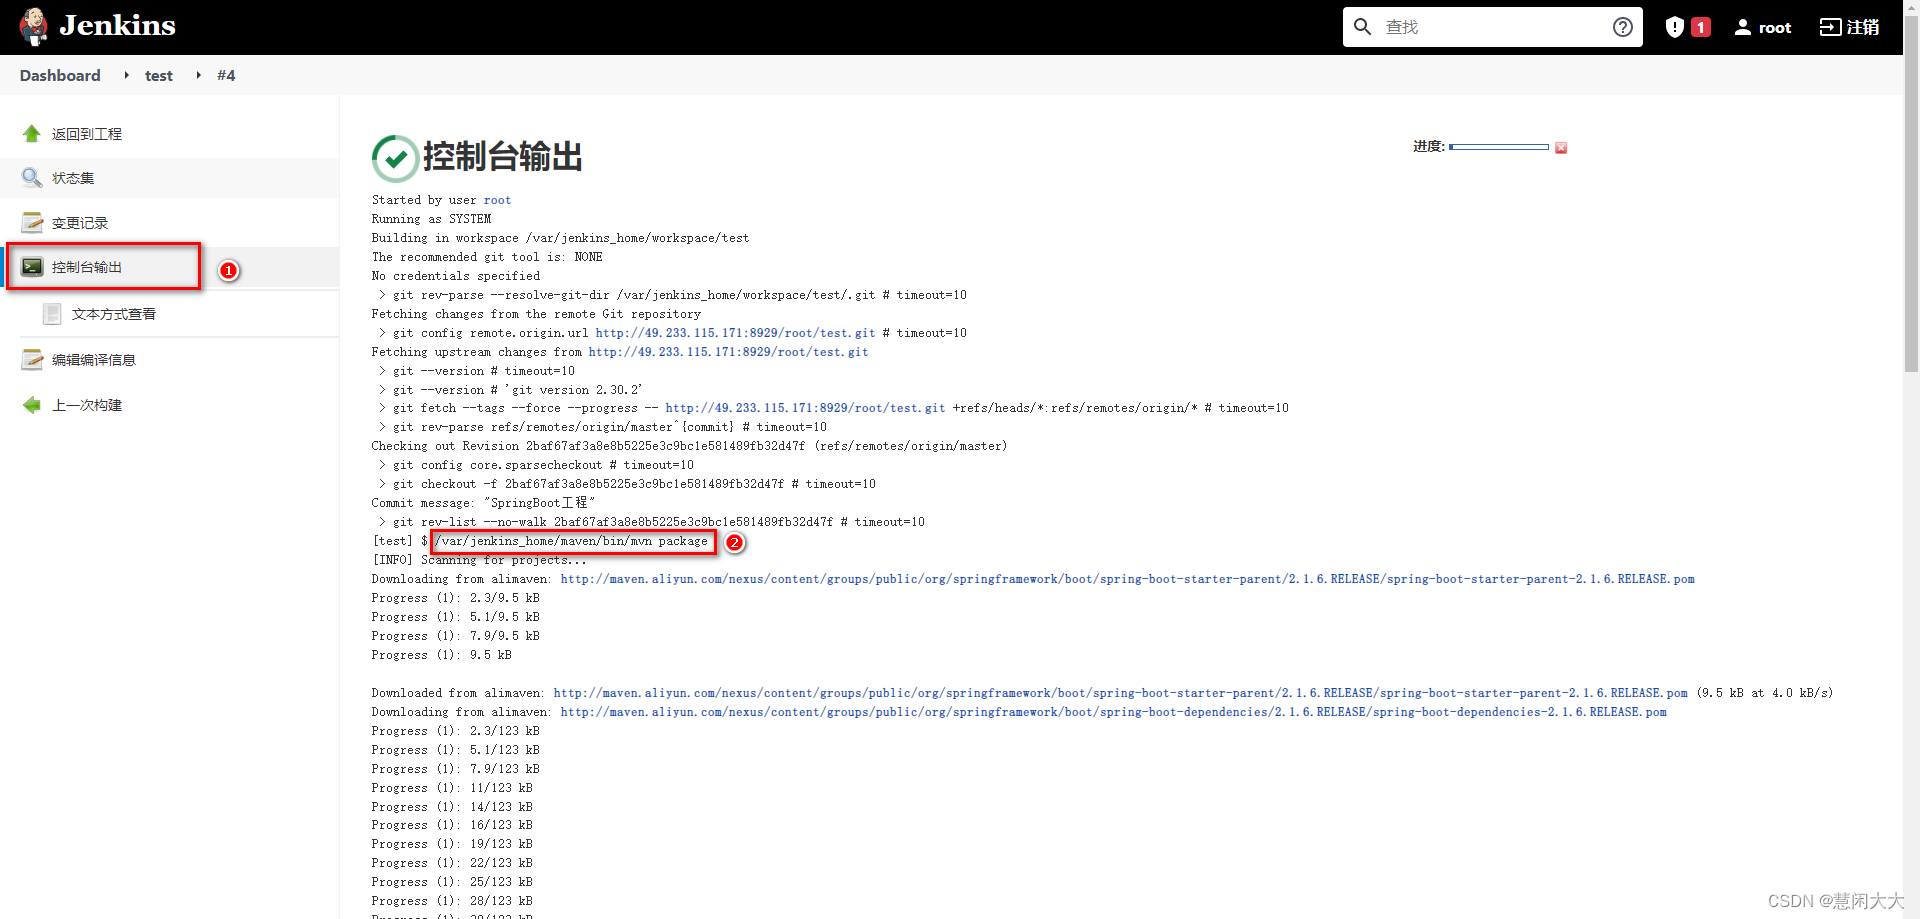 Jenkins
查找
1
root
注销
Dashboard
test
#4
返回到工程
状态集
变更记录
控制台输出
1
文本方式查看
编辑编译信息
上一次构建
控制台输出
进度:
Started by user root
Running as SYSTEM
Building in workspace /var/jenkins_home/workspace/test
The recommended git tool is: NONE
No credentials specified
> git rev-parse --resolve-git-dir /var/jenkins_home/workspace/test/.git # timeout=10
Fetching changes from the remote Git repository
> git config remote.origin.url http://49.233.115.171:8929/root/test.git # timeout=10
Fetching upstream changes from http://49.233.115.171:8929/root/test.git
> git --version # timeout=10
> git --version # 'git version 2.30.2'
> git fetch --tags --force --progress -- http://49.233.115.171:8929/root/test.git +refs/heads/*:refs/remotes/origin/* # timeout=10
> git rev-parse refs/remotes/origin/master^{commit} # timeout=10
Checking out Revision 2baf67af3a8e8b5225e3c9bc1e581489fb32d47f (refs/remotes/origin/master)
> git config core.sparsecheckout # timeout=10
> git checkout -f 2baf67af3a8e8b5225e3c9bc1e581489fb32d47f # timeout=10
Commit message: "SpringBoot工程"
> git rev-list --no-walk 2baf67af3a8e8b5225e3c9bc1e581489fb32d47f # timeout=10
[test] $ /var/jenkins_home/maven/bin/mvn package
2
[INFO] Scanning for projects...
Downloading from alimaven: http://maven.aliyun.com/nexus/content/groups/public/org/springframework/boot/spring-boot-starter-parent/2.1.6.RELEASE/spring-boot-starter-parent-2.1.6.RELEASE.pom
Progress (1): 2.3/9.5 kB
Progress (1): 5.1/9.5 kB
Progress (1): 7.9/9.5 kB
Progress (1): 9.5 kB
Downloaded from alimaven: http://maven.aliyun.com/nexus/content/groups/public/org/springframework/boot/spring-boot-starter-parent/2.1.6.RELEASE/spring-boot-starter-parent-2.1.6.RELEASE.pom (9.5 kB at 4.0 kB/s)
Downloading from alimaven: http://maven.aliyun.com/nexus/content/groups/public/org/springframework/boot/spring-boot-dependencies/2.1.6.RELEASE/spring-boot-dependencies-2.1.6.RELEASE.pom
Progress (1): 2.3/123 kB
Progress (1): 5.1/123 kB
Progress (1): 7.9/123 kB
Progress (1): 11/123 kB
Progress (1): 14/123 kB
Progress (1): 16/123 kB
Progress (1): 19/123 kB
Progress (1): 22/123 kB
Progress (1): 25/123 kB
Progress (1): 28/123 kB
CSDN @慧闲大大